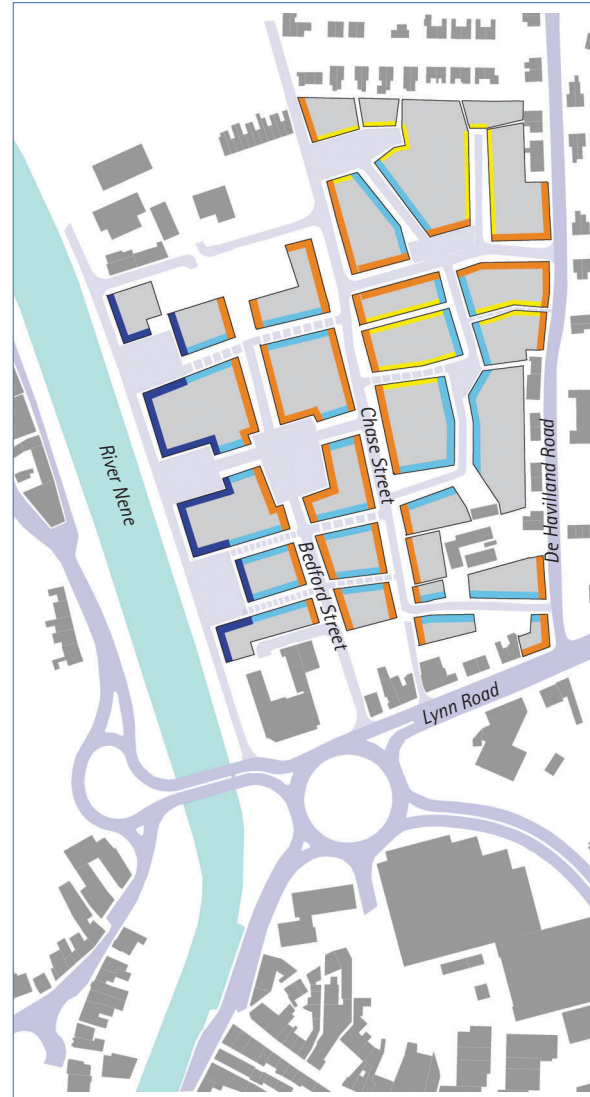 Chase Street
De Havilland Road
River Nene
Bedford Street
Lynn Road